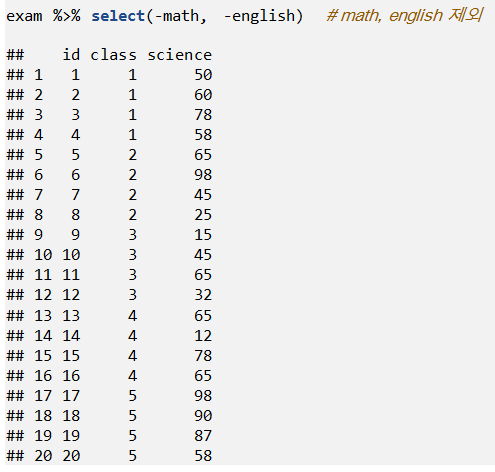 exam %>% select(-math, -english) # math, english 제외
## id class science
## 1 1 1 50
## 2 2 1 60
## 3 3 1 78
## 4 4 1 58
## 5 5 2 65
## 6 6 2 98
## 7 7 2 45
## 8 8 2 25
## 9 9 3 15
## 10 10 3 45
## 11 11 3 65
## 12 12 3 32
## 13 13 4 65
## 14 14 4 12
## 15 15 4 78
## 16 16 4 65
## 17 17 5 98
## 18 18 5 90
## 19 19 5 87
## 20 20 5 58